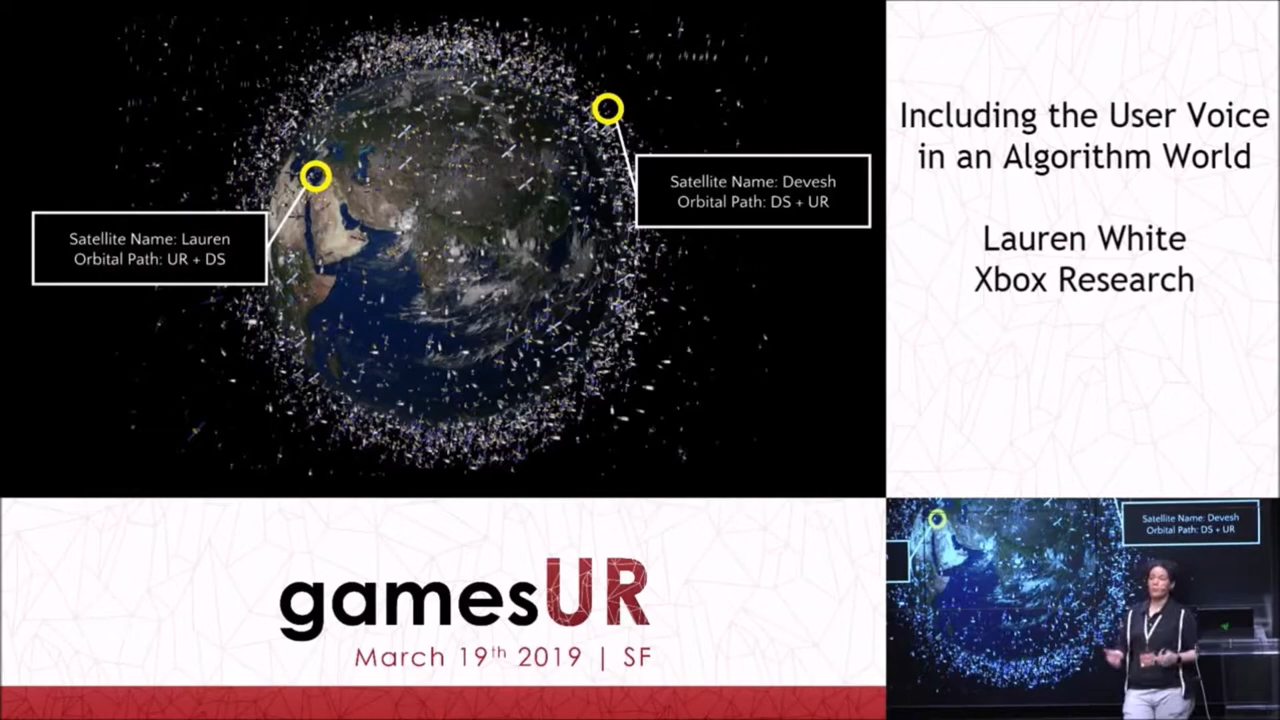 Satellite Name: Devesh
Orbital Path: DS + UR
Satellite Name: Lauren
Orbital Path: UR + DS
Including the User Voice
in an Algorithm World
Lauren White
Xbox Research
gamesUR
March 19th 2019 | SF
Satellite Name: Devesh
Orbital Path: DS + UR